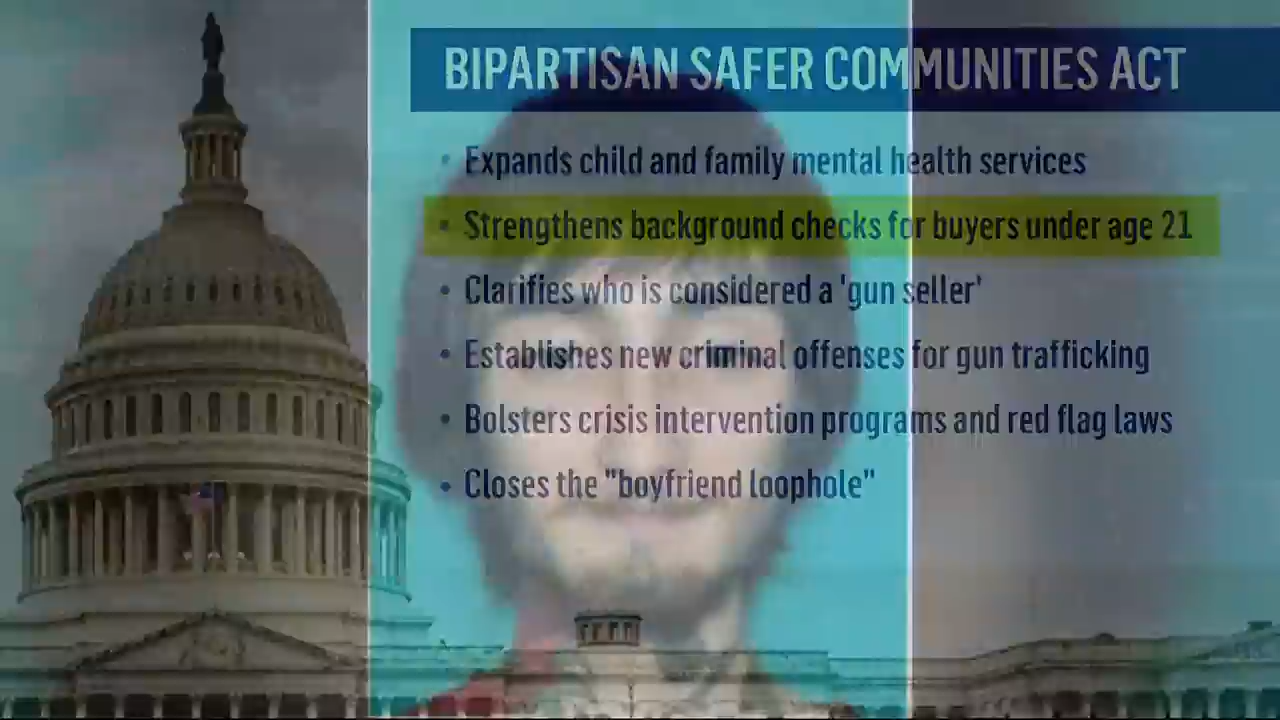 BIPARTISAN SAFER COMMUNITIES ACT
• Expands child and family mental health services
• Strengthens background checks for buyers under age 21
• Clarifies who is considered a 'gun seller'
• Establishes new criminal offenses for gun trafficking
• Bolsters crisis intervention programs and red flag laws
• Closes the "boyfriend loophole"